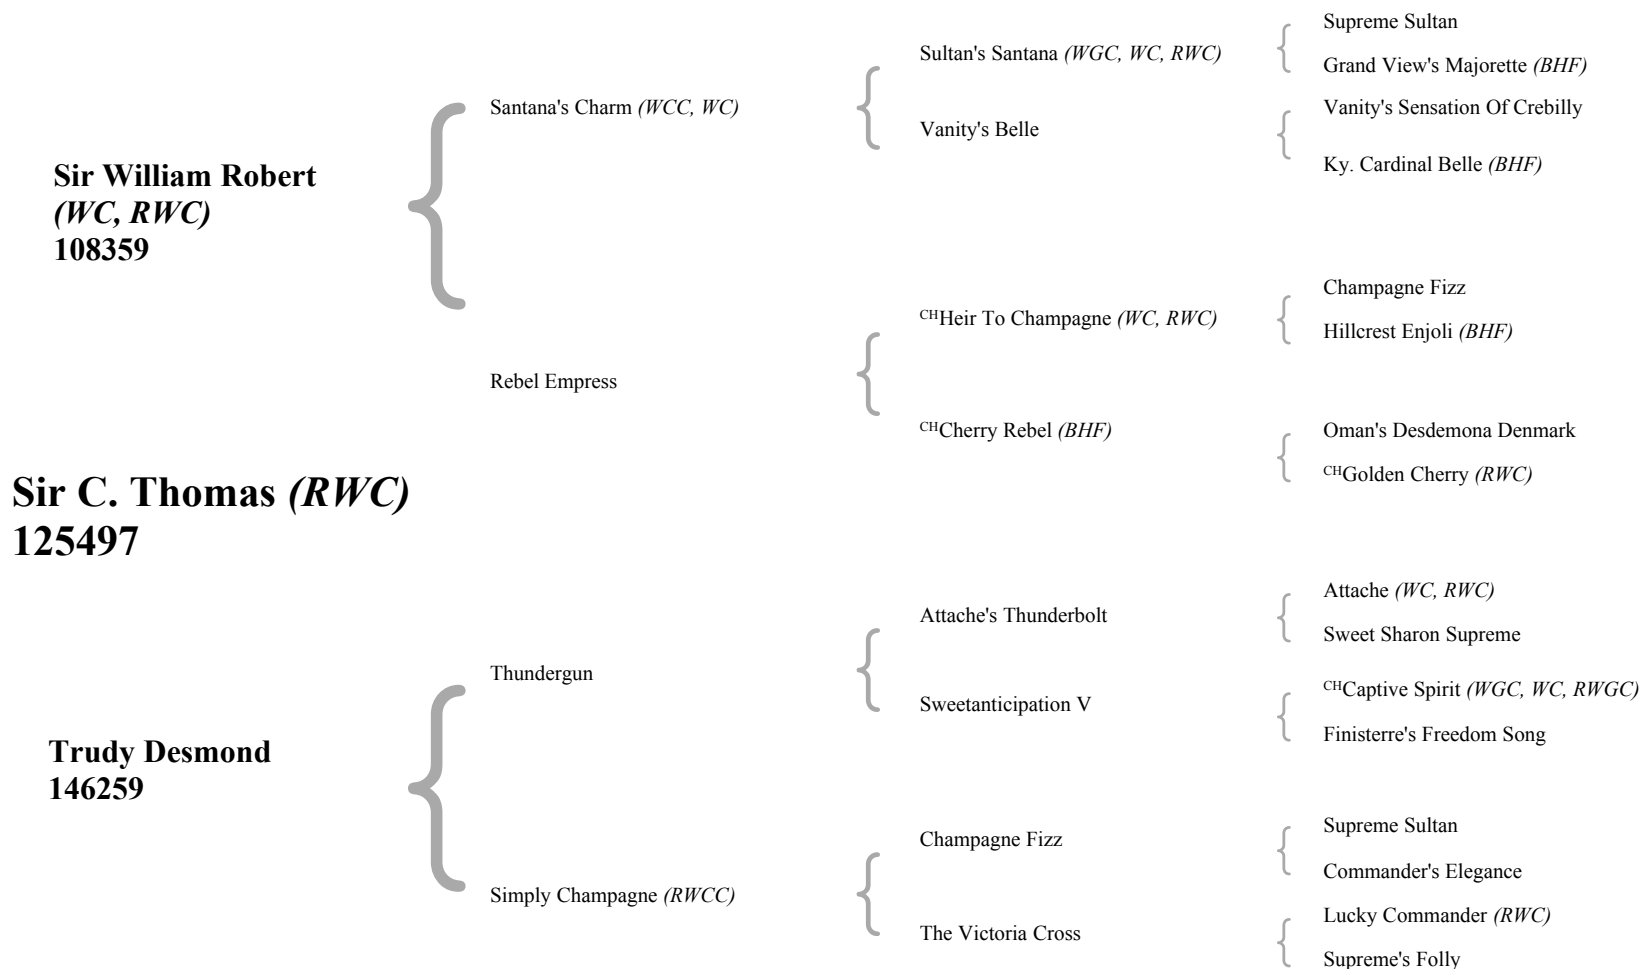 Supreme Sultan
Sultan's Santana (WGC, WC, RWC)
Grand View's Majorette (BHF)
Santana's Charm (WCC, WC)
Vanity's Sensation Of Crebilly
Vanity's Belle
Ky. Cardinal Belle (BHF)
Sir William Robert
(WC, RWC)
108359
Champagne Fizz
CHHeir To Champagne (WC, RWC)
Hillcrest Enjoli (BHF)
Rebel Empress
CHCherry Rebel (BHF)
Oman's Desdemona Denmark
CHGolden Cherry (RWC)
Sir C. Thomas (RWC)
125497
Attache (WC, RWC)
Attache's Thunderbolt
Sweet Sharon Supreme
Thundergun
CHCaptive Spirit (WGC, WC, RWGC)
Sweetanticipation V
Finisterre's Freedom Song
Trudy Desmond
146259
Supreme Sultan
Champagne Fizz
Commander's Elegance
Simply Champagne (RWCC)
Lucky Commander (RWC)
The Victoria Cross
Supreme's Folly